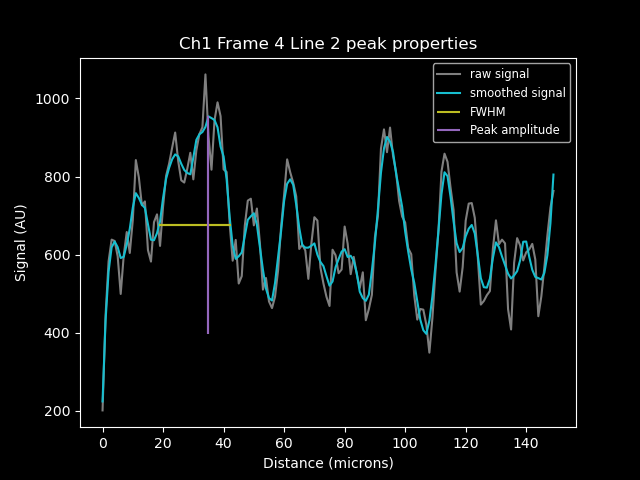 Ch1 Frame 4 Line 2 peak properties
raw signal
smoothed signal
FWHM
Peak amplitude
1000
800
600
400
200
Signal (AU)
0 20 40 60 80 100 120 140
Distance (microns)